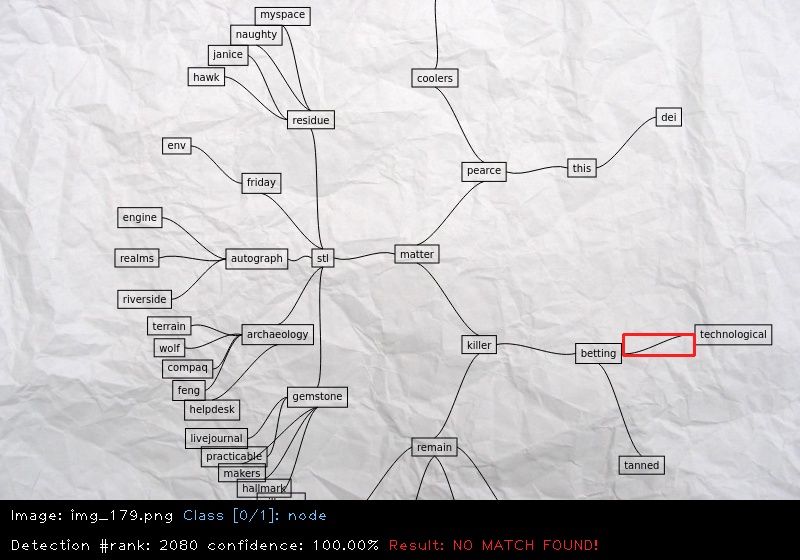 myspace
naughty
janice
hawk
coolers
residue
dei
env
this
pearce
friday
engine
matter
realms
autograph
stl
riverside
terrain
archaeology
technological
wolf
killer
betting
compaq
feng
gemstone
helpdesk
livejournal
remain
practicable
tanned
makers
hallmark
Image: img_179.png Class [0/1]: node
Detection #rank: 2080 confidence: 100.00% Result: NO MATCH FOUND!